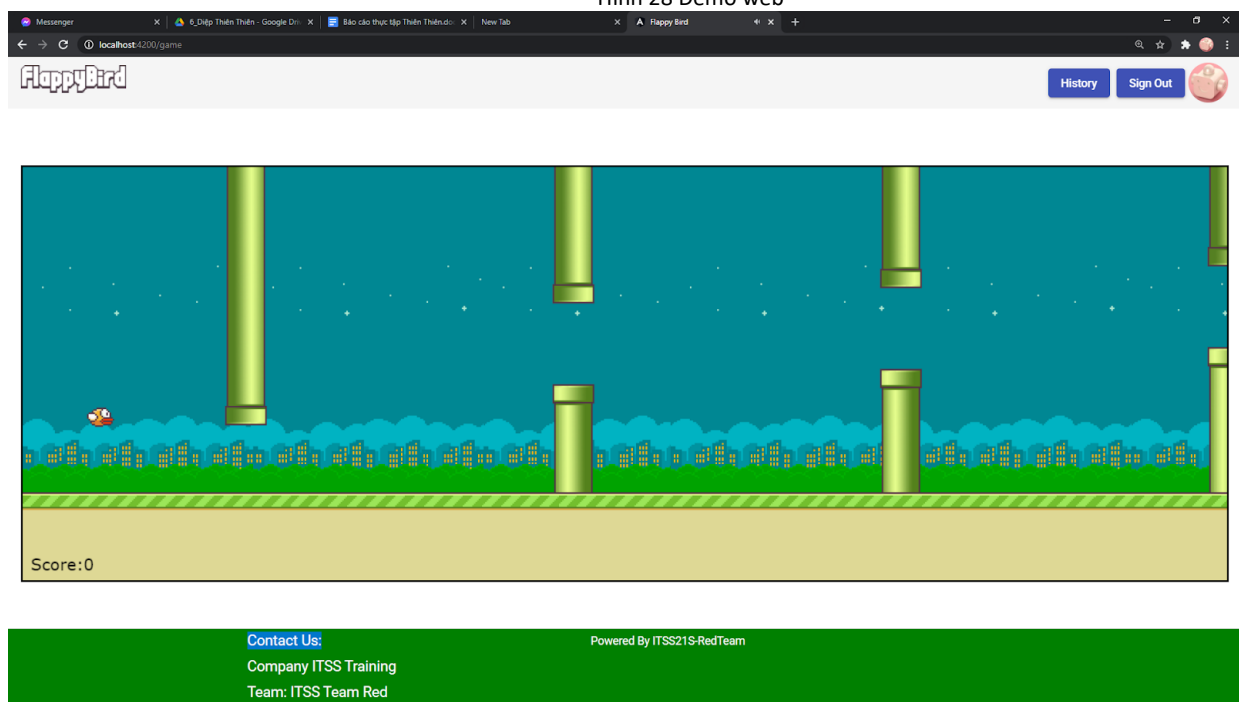 Hình 28 Demo web
Messenger
6_Diệp Thiên Thiên - Google Dri
Báo cáo thực tập Thiên Thiên.do
New Tab
Flappy Bird
localhost:4200/game
FlappyBird
History
Sign Out
Score:0
Contact Us:
Powered By ITSS21S-RedTeam
Company ITSS Training
Team: ITSS Team Red